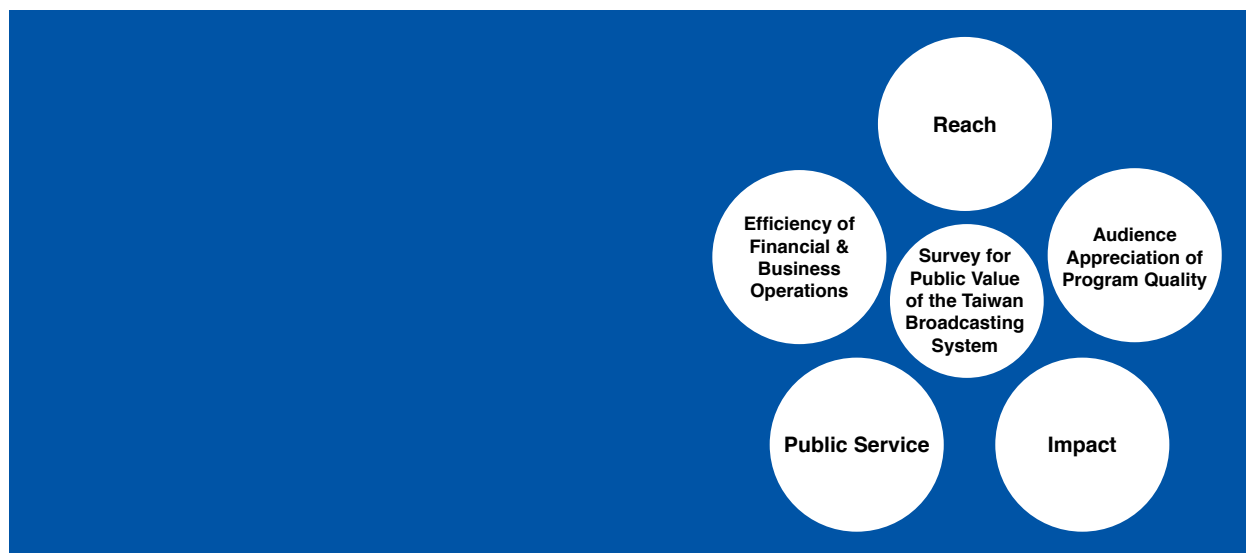 Reach
Efficiency of
Financial &
Business
Operations
Survey for
Public Value
of the Taiwan
Broadcasting
System
Audience
Appreciation of
Program Quality
Public Service
Impact